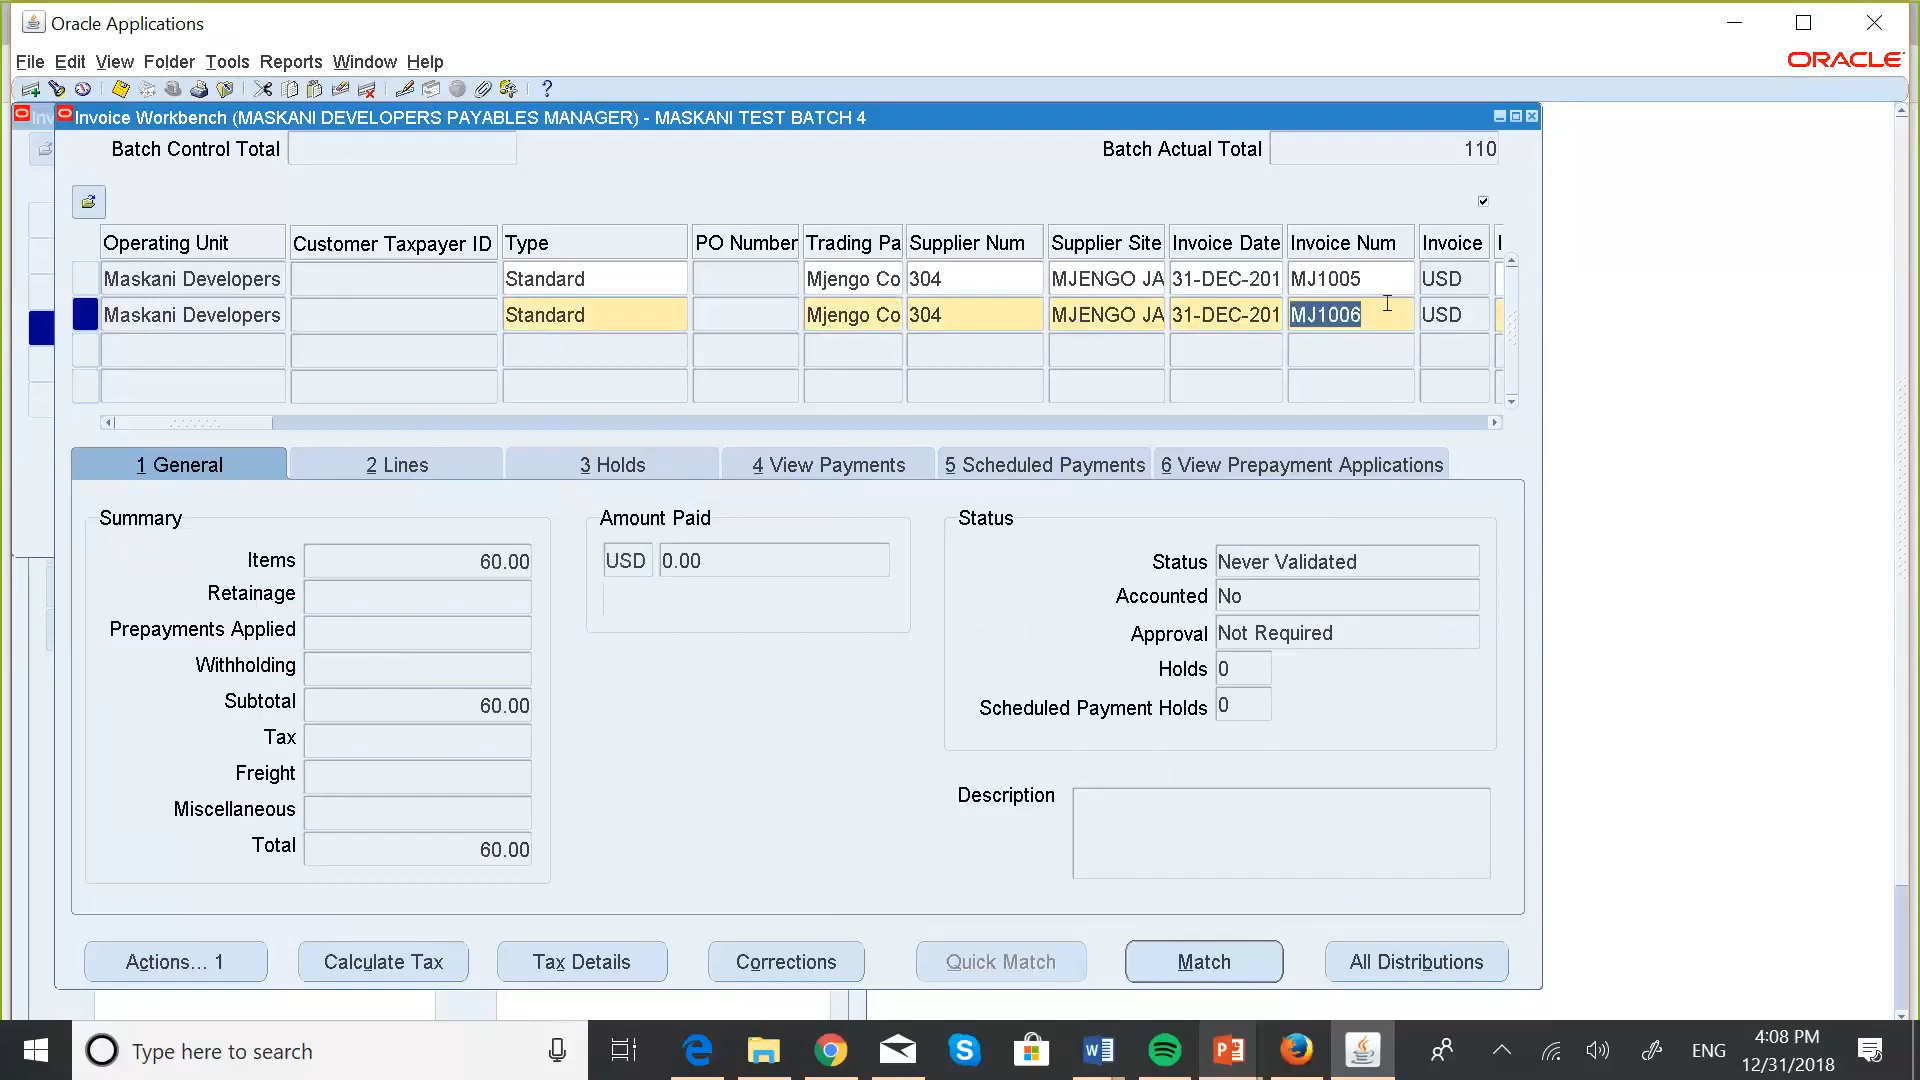 Oracle Applications
File Edit View Folder Tools Reports Window Help
ORACLE
Inv
Invoice Workbench (MASKANI DEVELOPERS PAYABLES MANAGER) - MASKANI TEST BATCH 4
Batch Control Total
Batch Actual Total 110
Operating Unit Customer Taxpayer ID Type PO Number Trading Pa Supplier Num Supplier Site Invoice Date Invoice Num Invoice I
Maskani Developers Standard Mjengo Co 304 MJENGO JA 31-DEC-201 MJ1005 USD
Maskani Developers Standard Mjengo Co 304 MJENGO JA 31-DEC-201 MJ1006 USD
1 General 2 Lines 3 Holds 4 View Payments 5 Scheduled Payments 6 View Prepayment Applications
Summary
Items 60.00
Retainage
Prepayments Applied
Withholding
Subtotal 60.00
Tax
Freight
Miscellaneous
Total 60.00
Amount Paid
USD 0.00
Status
Status Never Validated
Accounted No
Approval Not Required
Holds 0
Scheduled Payment Holds 0
Description
Actions... 1 Calculate Tax Tax Details Corrections Quick Match Match All Distributions
Type here to search
ENG
4:08 PM
12/31/2018